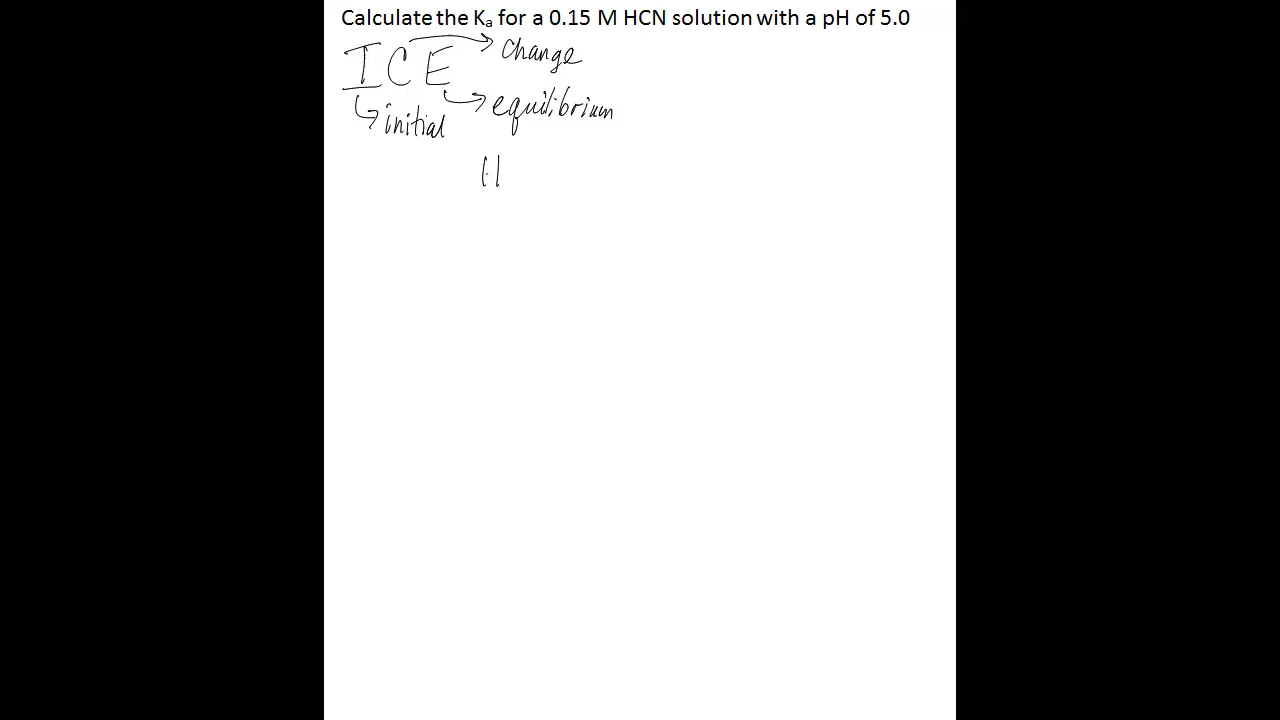 Calculate the Kₐ for a 0.15 M HCN solution with a pH of 5.0
ICE → Change
→ equilibrium
→ initial